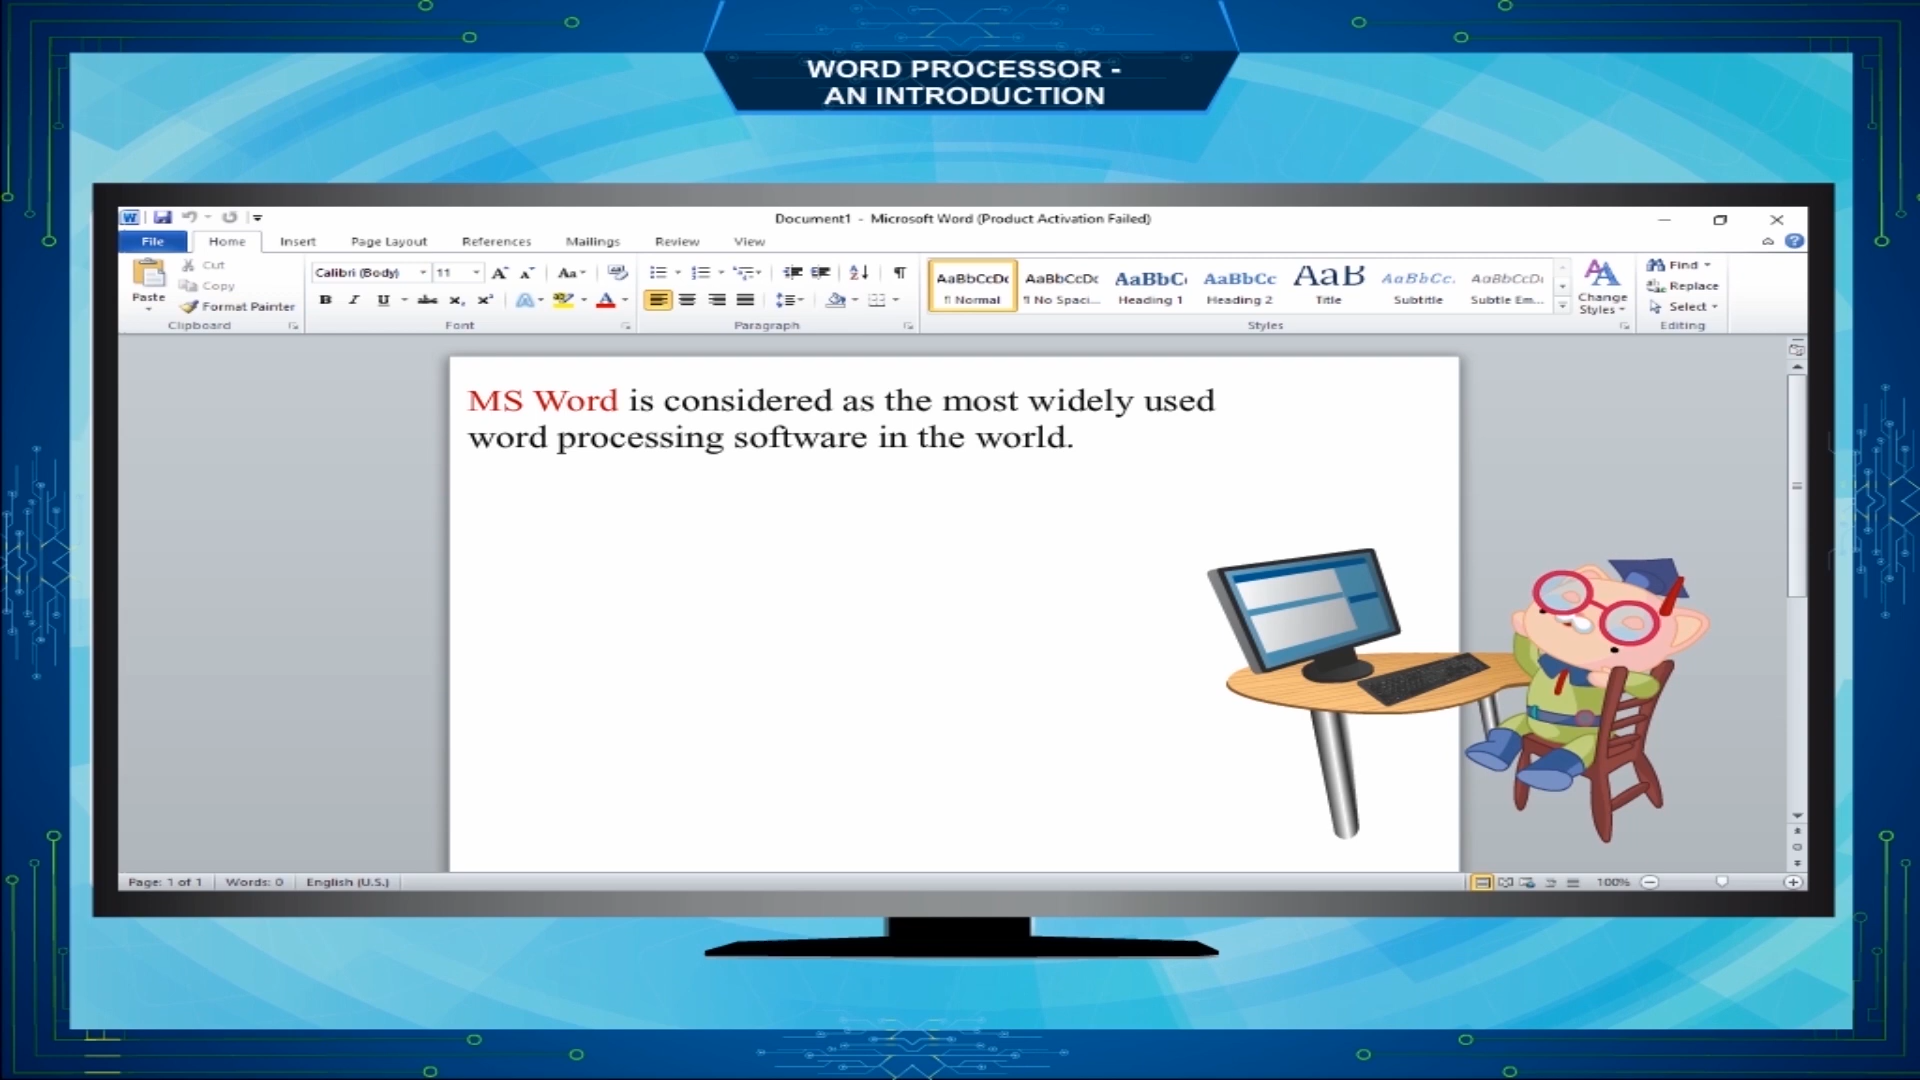 WORD PROCESSOR -
AN INTRODUCTION
W
Document1 - Microsoft Word (Product Activation Failed)
File Home Insert Page Layout References Mailings Review View
Paste
Cut
Copy
Format Painter
Clipboard
Calibri (Body) 11
Font
Paragraph
AaBbCcDc AaBbCcDc AaBbC AaBbCc AaB AaBbCc. AaBbCcDi
¶ Normal ¶ No Spaci... Heading 1 Heading 2 Title Subtitle Subtle Em...
Styles
Change
Styles
Find
Replace
Select
Editing
MS Word is considered as the most widely used
word processing software in the world.
Page: 1 of 1 Words: 0 English (U.S.) 100%